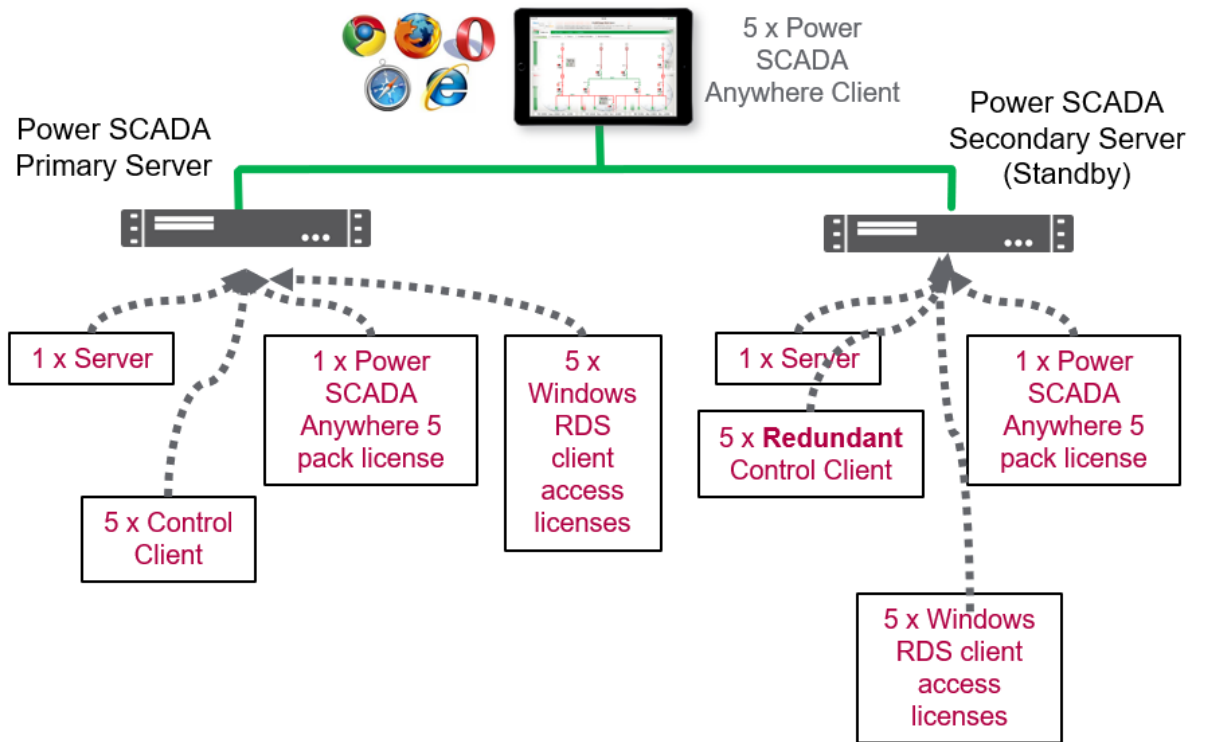 5 x Power
SCADA
Anywhere Client
Power SCADA
Primary Server
Power SCADA
Secondary Server
(Standby)
1 x Server
1 x Power
SCADA
Anywhere 5
pack license
5 x
Windows
RDS
client
access
licenses
5 x Control
Client
1 x Server
5 x Redundant
Control Client
1 x Power
SCADA
Anywhere 5
pack license
5 x Windows
RDS client
access
licenses